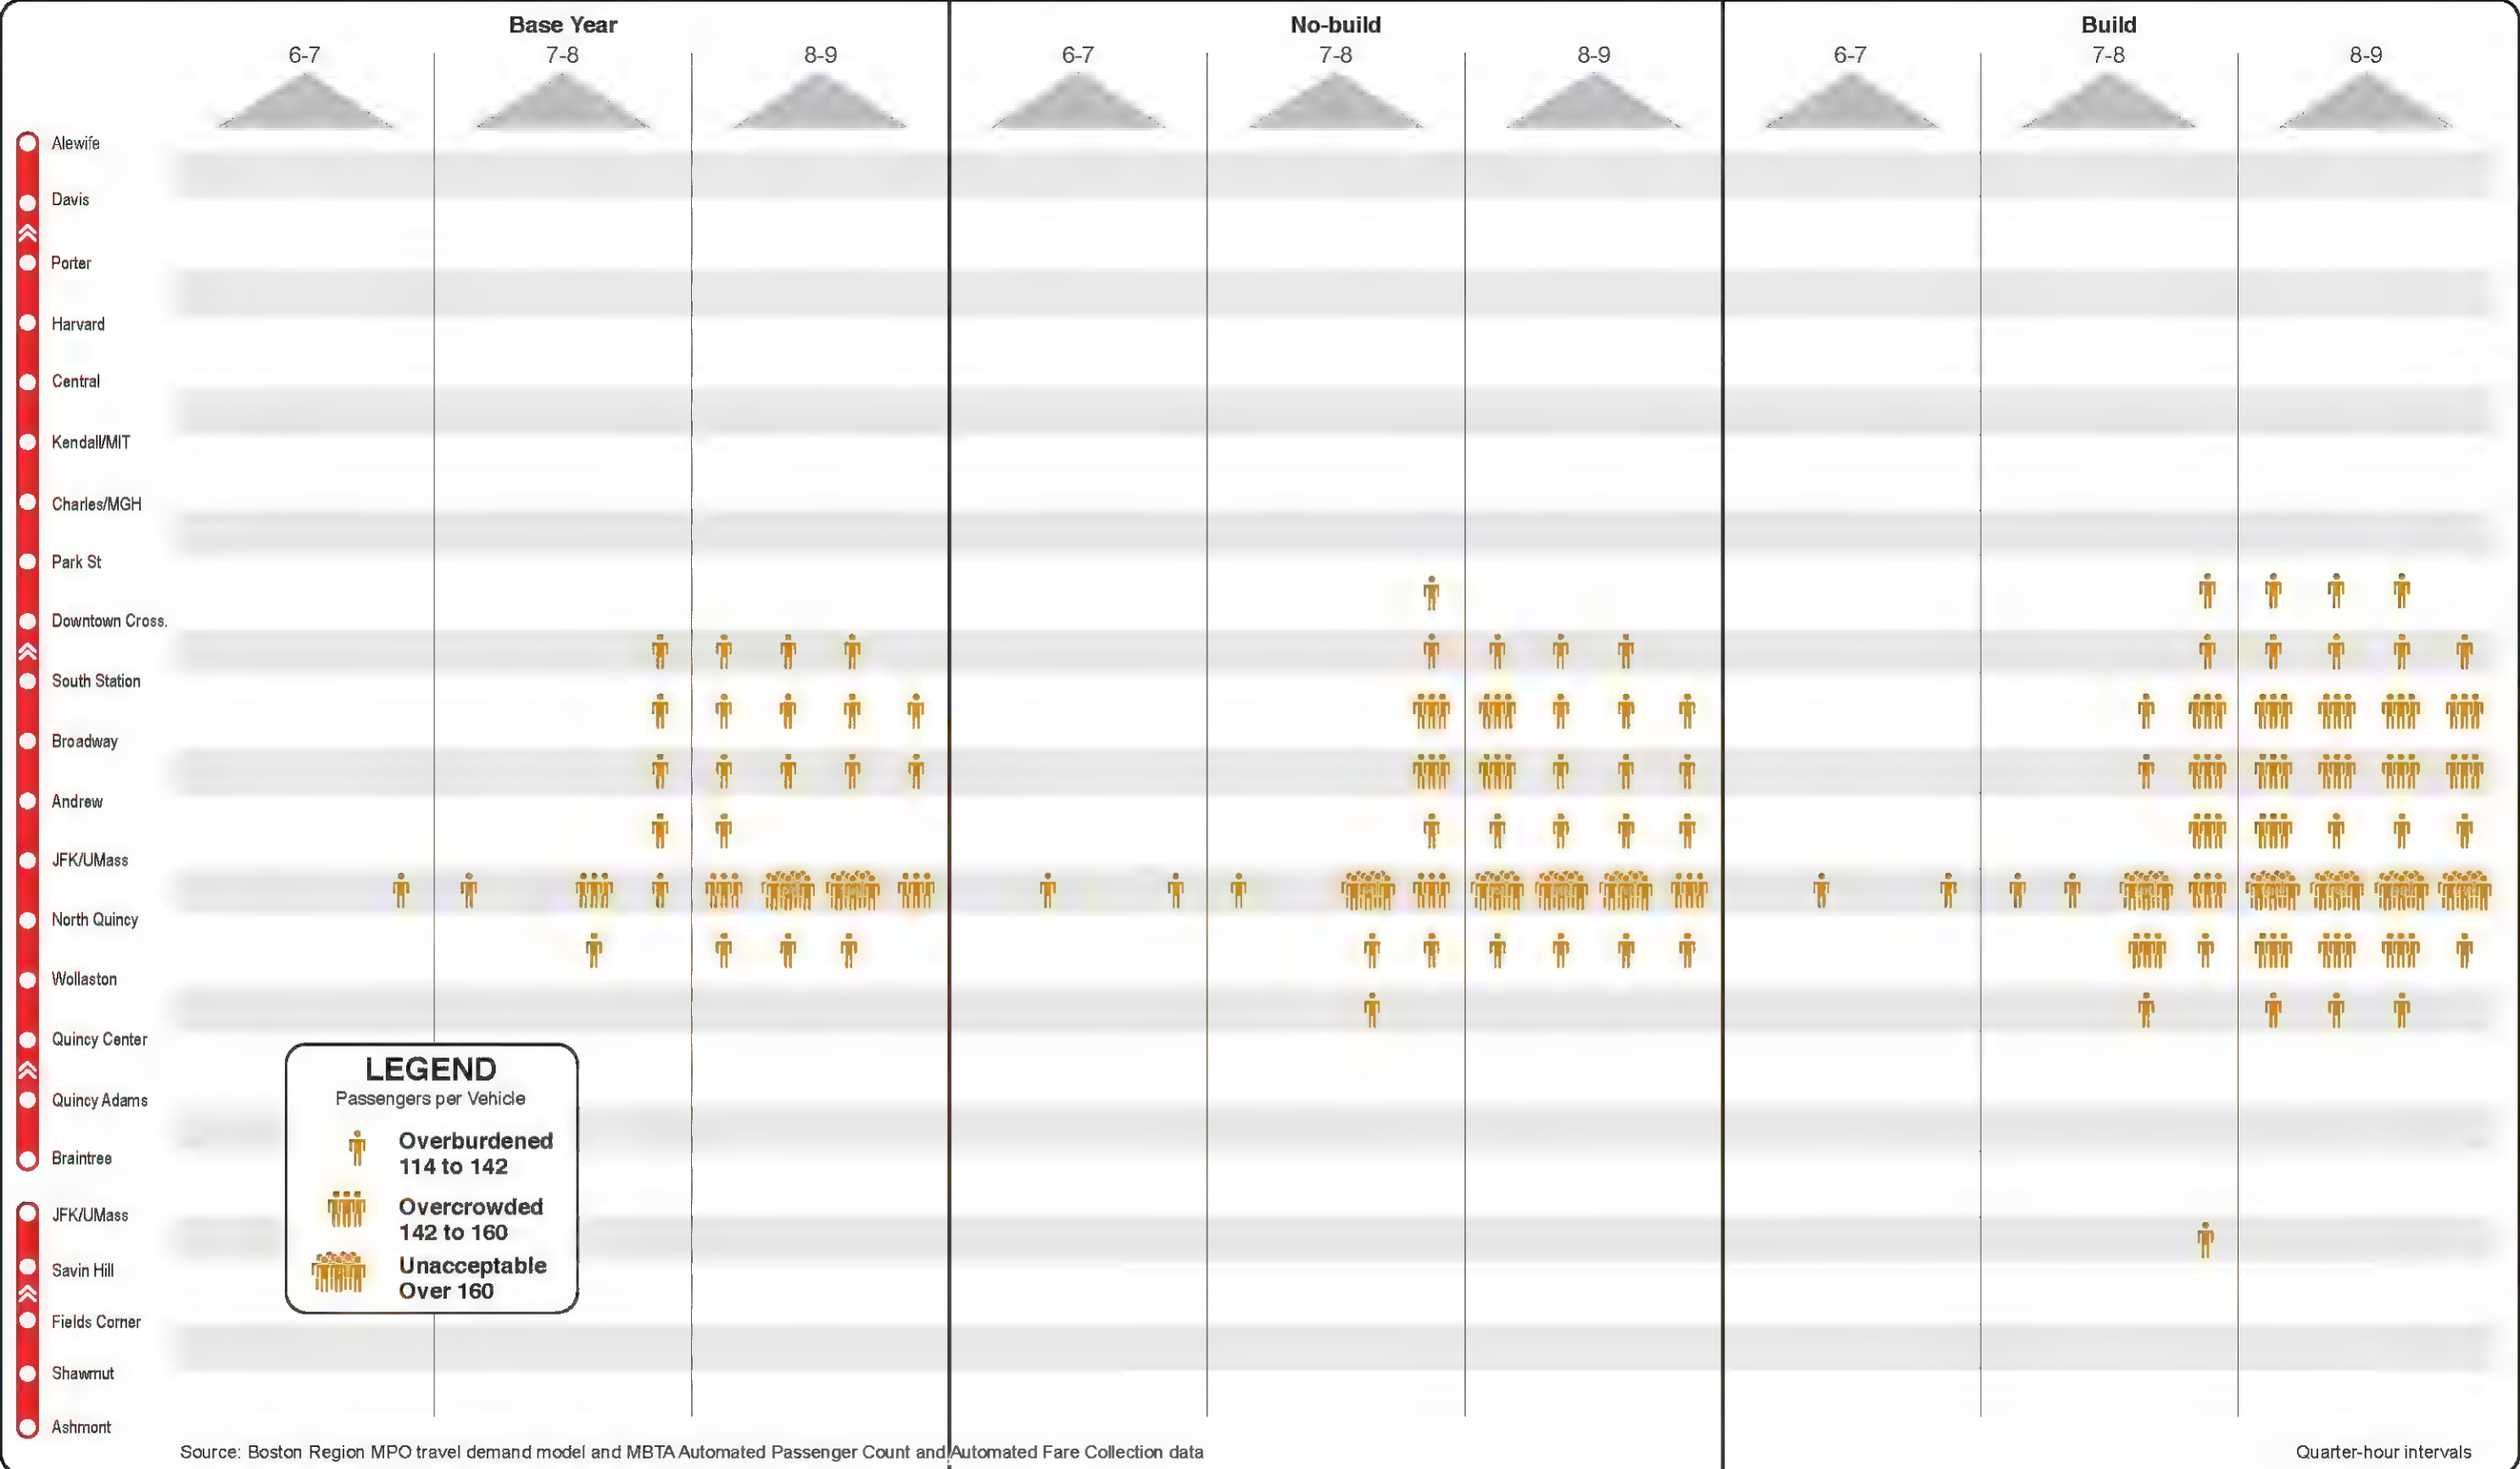 Base Year
No-build
Build
6-7
7-8
8-9
6-7
7-8
8-9
6-7
7-8
8-9
Alewife
Davis
Porter
Harvard
Central
Kendall/MIT
Charles/MGH
Park St
Downtown Cross.
South Station
Broadway
Andrew
JFK/UMass
North Quincy
Wollaston
Quincy Center
Quincy Adams
Braintree
JFK/UMass
Savin Hill
Fields Corner
Shawmut
Ashmont
LEGEND
Passengers per Vehicle
Overburdened
114 to 142
Overcrowded
142 to 160
Unacceptable
Over 160
Source: Boston Region MPO travel demand model and MBTA Automated Passenger Count and Automated Fare Collection data
Quarter-hour intervals